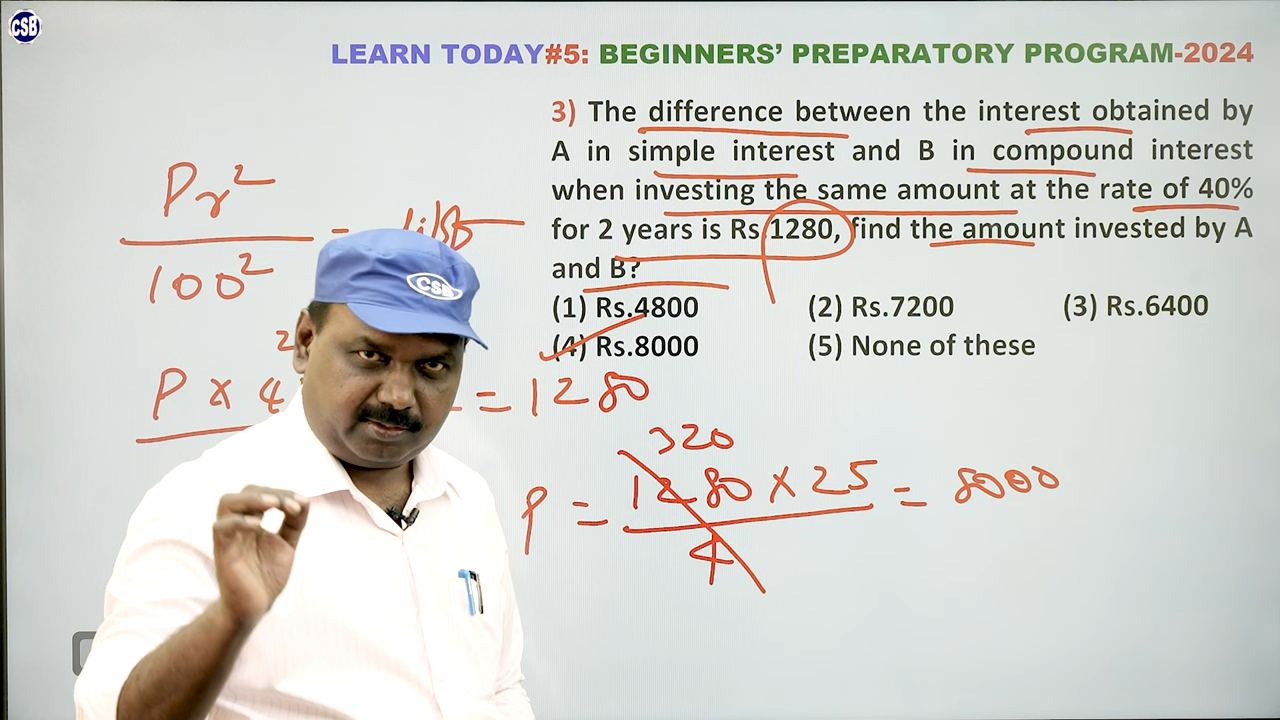 CSB
LEARN TODAY#5: BEGINNERS' PREPARATORY PROGRAM-2024
3) The difference between the interest obtained by
A in simple interest and B in compound interest
when investing the same amount at the rate of 40%
for 2 years is Rs.1280, find the amount invested by A
and B?
(1) Rs.4800 (2) Rs.7200 (3) Rs.6400
(4) Rs.8000 (5) None of these
Pr²
100²
=
CSB
2
P x 4 = 1280
320
P = 1280 x 25 = 8000
4